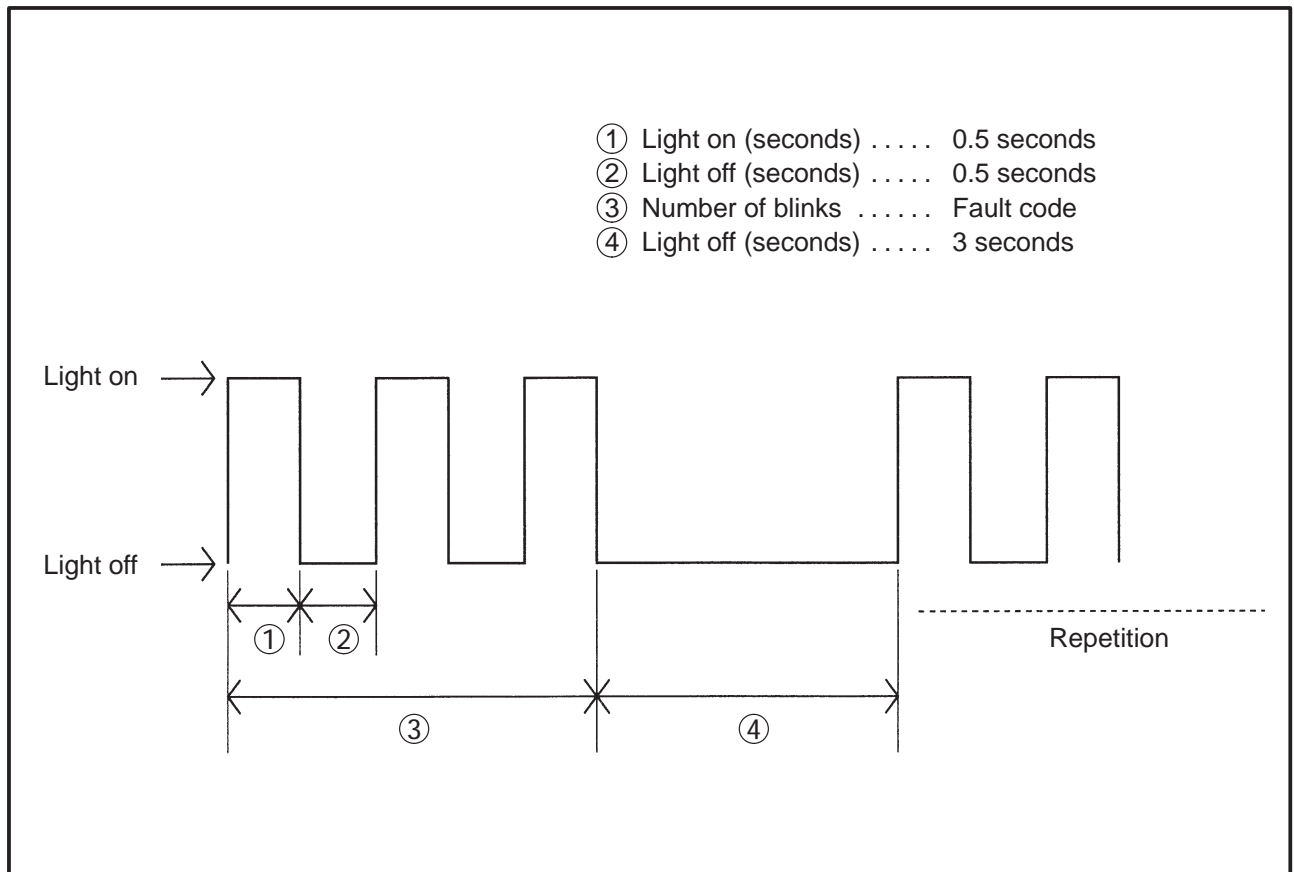 ① Light on (seconds) ..... 0.5 seconds
② Light off (seconds) ..... 0.5 seconds
③ Number of blinks ...... Fault code
④ Light off (seconds) ..... 3 seconds
Light on
Light off
① ②
Repetition
③ ④